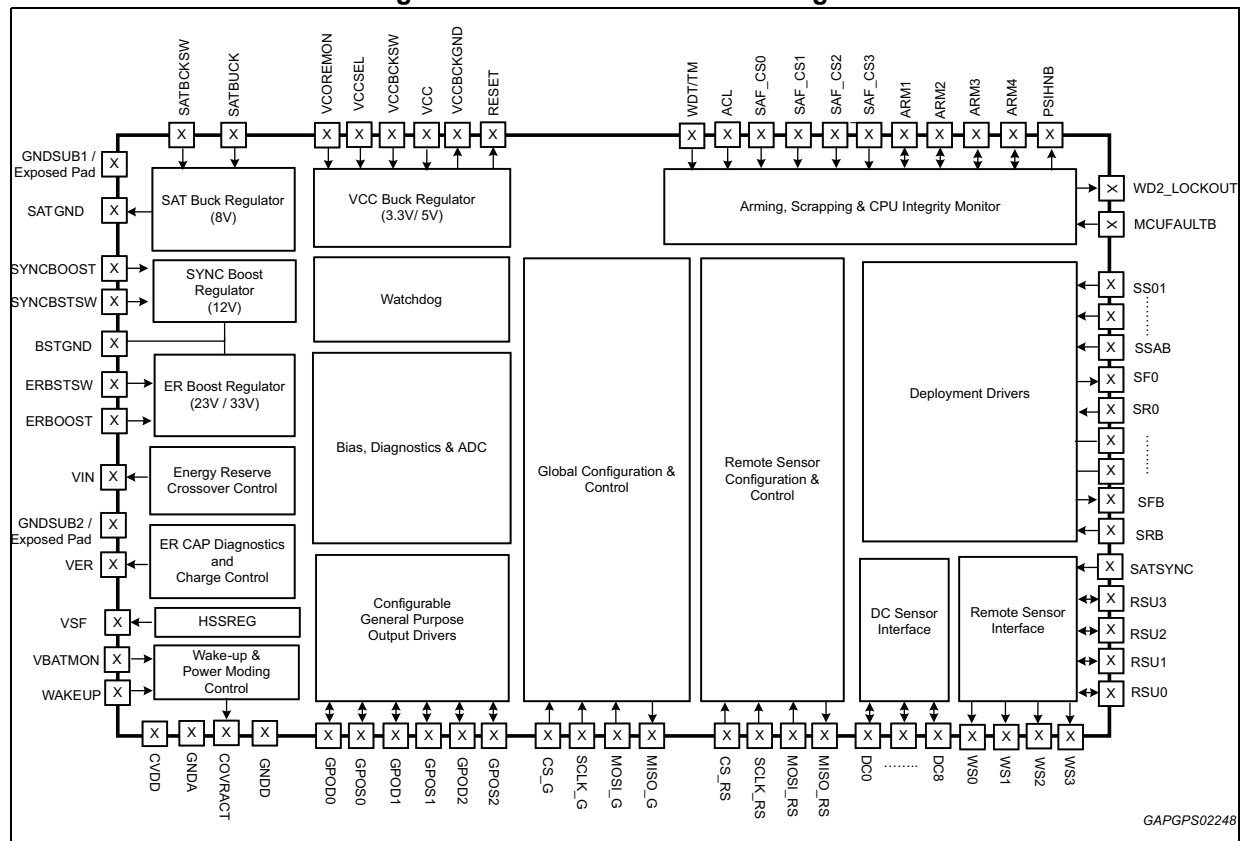 SATBCKSW
SATBUCK
VCOREMON
VCCSEL
VCCBCKSW
VCC
VCCBCKGND
RESET
WDT/TM
ACL
SAF_CS0
SAF_CS1
SAF_CS2
SAF_CS3
ARM1
ARM2
ARM3
ARM4
PSIHNB
X X X X X X X X X X X X X X X X X X X
GNDSUB1 /
Exposed Pad
X
SATGND
X
SAT Buck Regulator
(8V)
VCC Buck Regulator
(3.3V/ 5V)
Arming, Scrapping & CPU Integrity Monitor
X
WD2_LOCKOUT
X
MCUFAULTB
SYNCBOOST
X
SYNCBSTSW
X
SYNC Boost
Regulator
(12V)
Watchdog
BSTGND
X
ERBSTSW
X
ERBOOST
X
ER Boost Regulator
(23V / 33V)
Bias, Diagnostics & ADC
Global Configuration &
Control
Remote Sensor
Configuration &
Control
Deployment Drivers
X
SS01
X
........
X
SSAB
X
SF0
X
SR0
X
........
X
X
SFB
X
SRB
VIN
X
Energy Reserve
Crossover Control
GNDSUB2 /
Exposed Pad
X
VER
X
ER CAP Diagnostics
and
Charge Control
Configurable
General Purpose
Output Drivers
DC Sensor
Interface
Remote Sensor
Interface
X
SATSYNC
X
RSU3
X
RSU2
X
RSU1
X
RSU0
VSF
X
HSSREG
VBATMON
X
WAKEUP
X
Wake-up &
Power Moding
Control
X X X X X X X X X X X X X X X X X X X X X X X X X
CVDD
GNDA
COVRACT
GNDD
GPOD0
GPOS0
GPOD1
GPOS1
GPOD2
GPOS2
CS_G
SCLK_G
MOSI_G
MISO_G
CS_RS
SCLK_RS
MOSI_RS
MISO_RS
DC0
........
DC8
WS0
WS1
WS2
WS3
GAPGPS02248